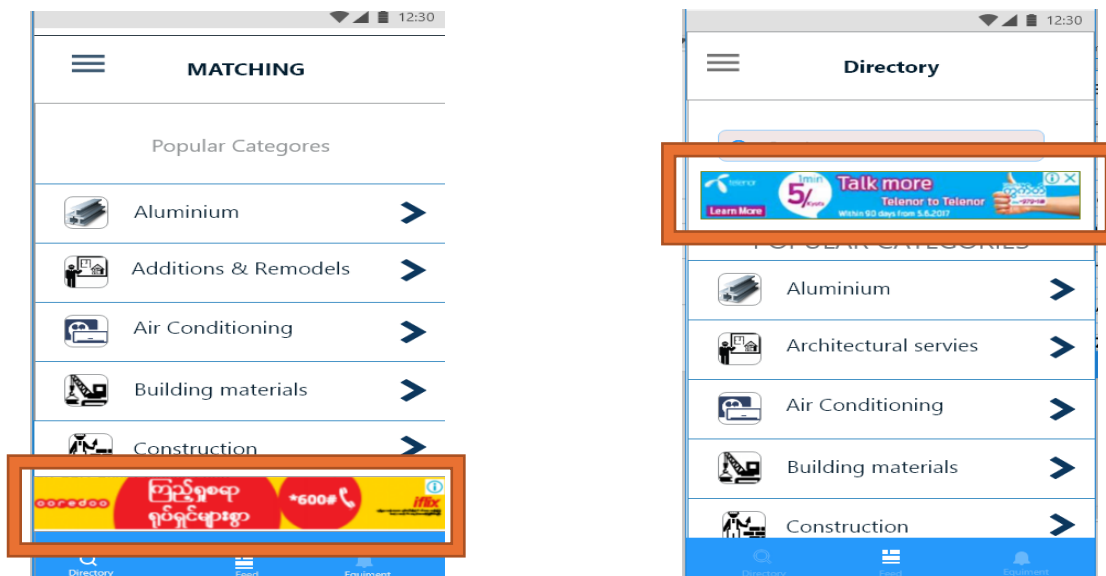 12:30
MATCHING
Popular Categores
Aluminium
Additions & Remodels
Air Conditioning
Building materials
Construction
ooredoo
ကြည့်ရှုစရာ
ရုပ်ရှင်များစွာ
*600#
iflix
Directory
Feed
Equiment
12:30
Directory
telenor
Learn More
1min
5/Kyats
Talk more
Telenor to Telenor
Within 90 days from 5.6.2017
POPULAR CATEGORIES
Aluminium
Architectural servies
Air Conditioning
Building materials
Construction
Directory
Feed
Equiment